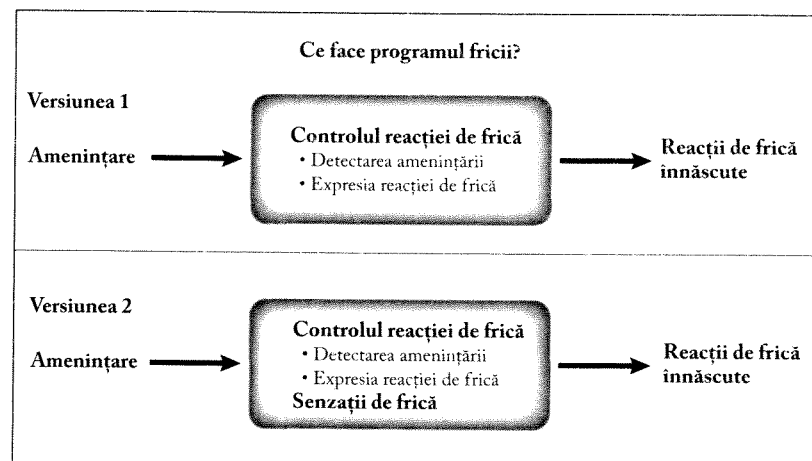 Ce face programul fricii?
Versiunea 1
Amenințare
Controlul reacției de frică
• Detectarea amenințării
• Expresia reacției de frică
Reacții de frică
înnăscute
Versiunea 2
Amenințare
Controlul reacției de frică
• Detectarea amenințării
• Expresia reacției de frică
Senzații de frică
Reacții de frică
înnăscute